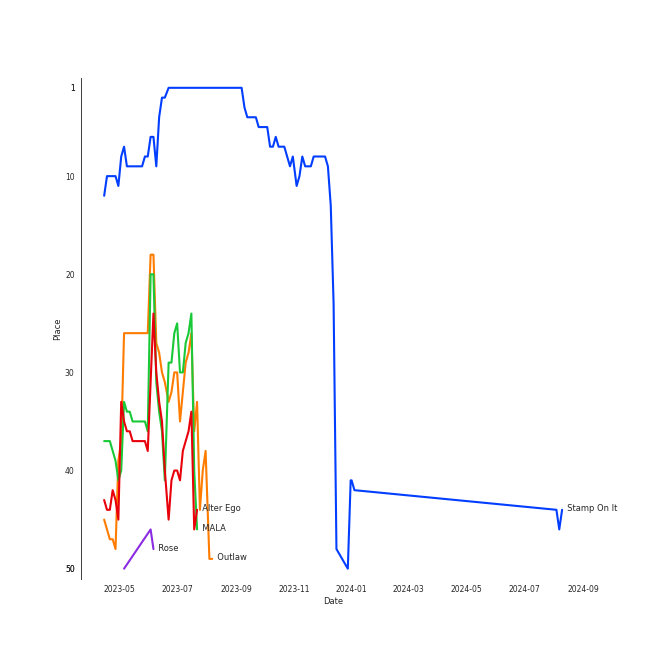 1
10
20
30
40
50
Place
Stamp On It
Alter Ego
MALA
Rose
Outlaw
2023-05
2023-07
2023-09
2023-11
2024-01
2024-03
2024-05
2024-07
2024-09
Date